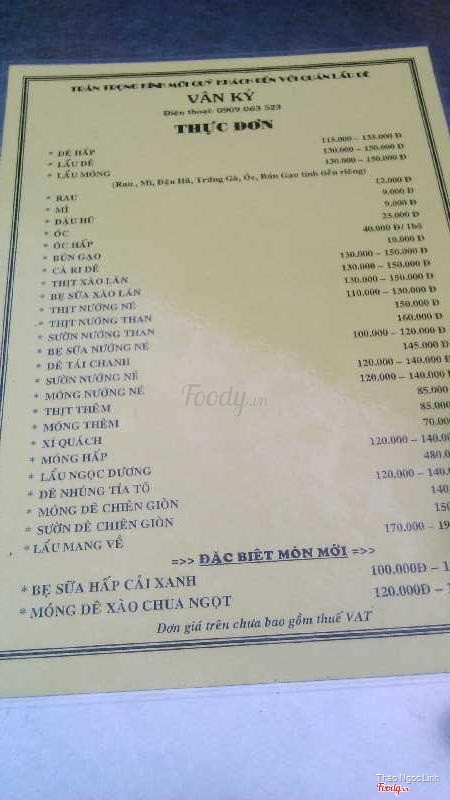 TRÂN TRỌNG KÍNH MỜI QUÝ KHÁCH ĐẾN VỚI QUÁN LẨU DÊ
VÂN KÝ
Điện thoại: 0909 063 523
THỰC ĐƠN
* DÊ HẤP 115.000 – 135.000 Đ
* LẨU DÊ 130.000 – 150.000 Đ
* LẨU MÓNG 130.000 – 150.000 Đ
(Rau, Mì, Đậu Hũ, Trứng Gà, Óc, Bún Gạo tính tiền riêng)
* RAU 12.000 Đ
* MÌ 9.000 Đ
* ĐẬU HŨ 9.000 Đ
* ÓC 25.000 Đ
* ÓC HẤP 40.000 Đ/ 1bộ
* BÚN GẠO 10.000 Đ
* CÀ RI DÊ 130.000 – 150.000 Đ
* THỊT XÀO LĂN 130.000 – 150.000 Đ
* BẸ SỮA XÀO LĂN 130.000 – 150.000 Đ
* THỊT NƯỚNG NÉ 110.000 – 130.000 Đ
* THỊT NƯỚNG THAN 150.000 Đ
* SƯỜN NƯỚNG THAN 160.000 Đ
* BẸ SỮA NƯỚNG NÉ 100.000 – 120.000 Đ
* DÊ TÁI CHANH 145.000 Đ
* SƯỜN NƯỚNG NÉ 120.000 – 140.000 Đ
* MÓNG NƯỚNG NÉ 120.000 – 140.000 Đ
* THỊT THÊM 85.000
* MÓNG THÊM 85.000
* XÍ QUÁCH 70.000
* MÓNG HẤP 120.000 – 140.000
* LẨU NGỌC DƯƠNG 480.0
* DÊ NHÚNG TÍA TÔ 120.000 – 140.
* MÓNG DÊ CHIÊN GIÒN 140
* SƯỜN DÊ CHIÊN GIÒN 150
* LẨU MANG VỀ 170.000 – 19
=>> ĐẶC BIỆT MÓN MỚI =>>
* BẸ SỮA HẤP CẢI XANH 100.000Đ – 1
* MÓNG DÊ XÀO CHUA NGỌT 120.000Đ –
Đơn giá trên chưa bao gồm thuế VAT
Foody.vn
Thao Ngoc Linh
Foody.vn